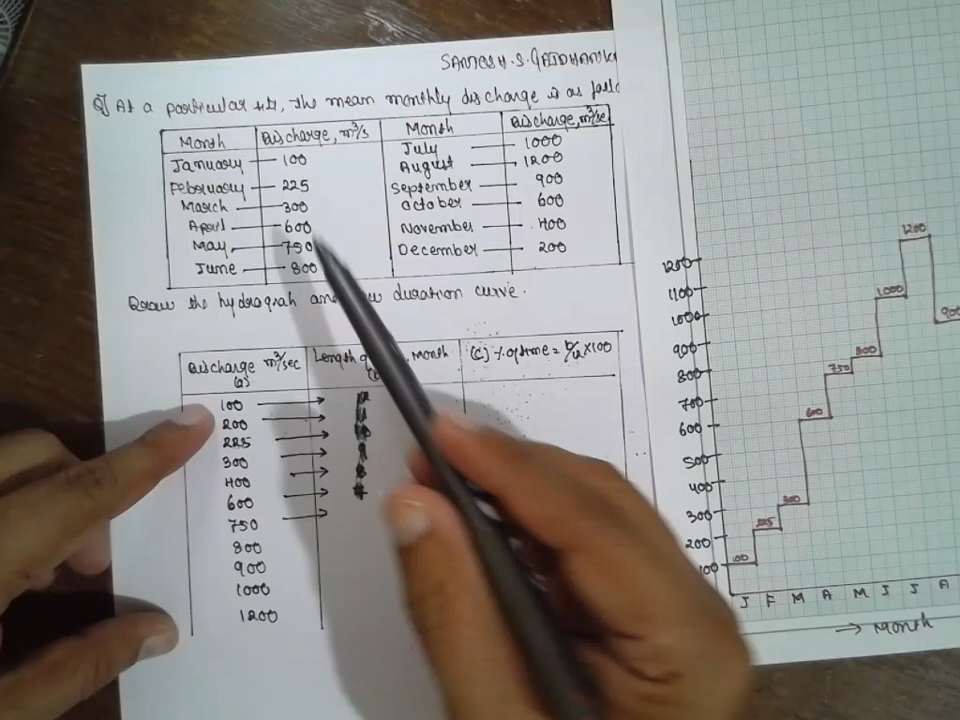 SANTOSH.S.
Q] At a particular site, the mean monthly discharge is as
Month Discharge, m³/s Month Discharge, m³/sec
January 100 July 1000
February 225 August 1200
March 300 September 900
April 600 October 600
May 750 November 400
June 800 December 200
Draw the hydrograh and duration curve.
Discharge m³/sec Length Month (c) % of time = b/12 x100
(a)
100
200
225
300
400
600
750
800
900
1000
1200
1200
1100
1000
900
800
700
600
500
400
300
200
100
100
225
300
600
750
800
1000
1200
900
J F M A M J J A
→ Month